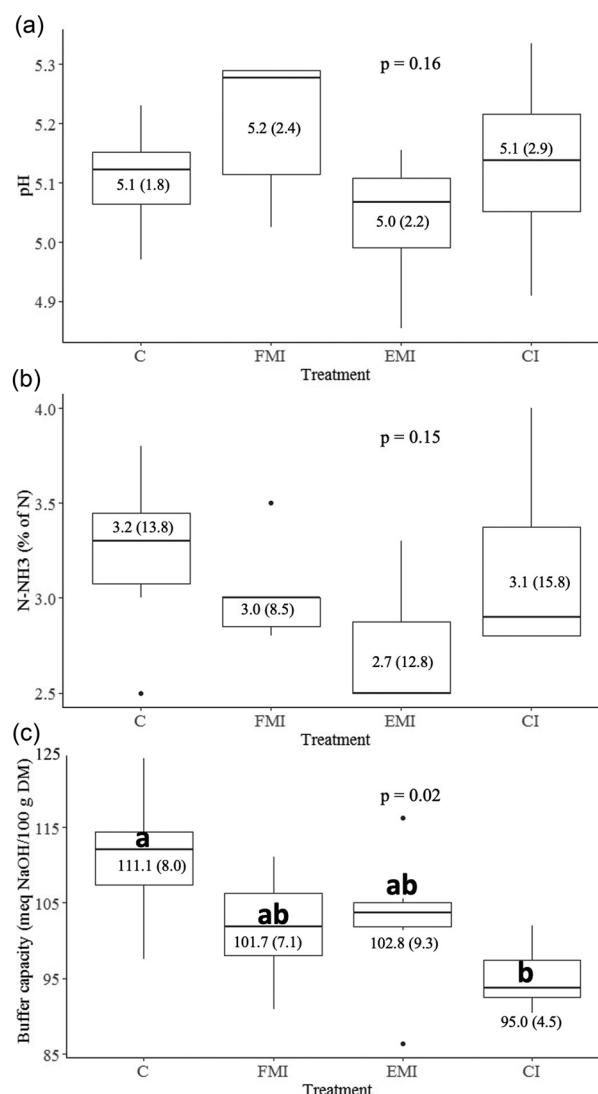 (a)
5.3
5.2
5.1
5.0
4.9
pH
p = 0.16
5.1 (1.8)
5.2 (2.4)
5.0 (2.2)
5.1 (2.9)
C FMI EMI CI
Treatment
(b)
4.0
3.5
3.0
2.5
N-NH3 (% of N)
p = 0.15
3.2 (13.8)
3.0 (8.5)
2.7 (12.8)
3.1 (15.8)
C FMI EMI CI
Treatment
(c)
125
115
105
95
85
Buffer capacity (meq NaOH/100 g DM)
p = 0.02
a
111.1 (8.0)
ab
101.7 (7.1)
ab
102.8 (9.3)
b
95.0 (4.5)
C FMI EMI CI
Treatment